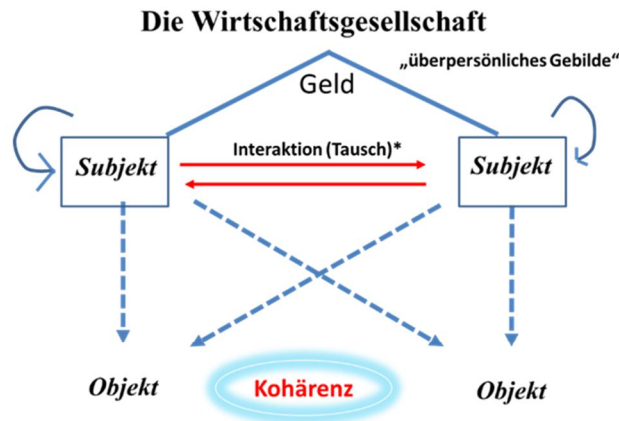 Die Wirtschaftsgesellschaft
„überpersönliches Gebilde“
Geld
Interaktion (Tausch)*
Subjekt
Subjekt
Objekt
Kohärenz
Objekt